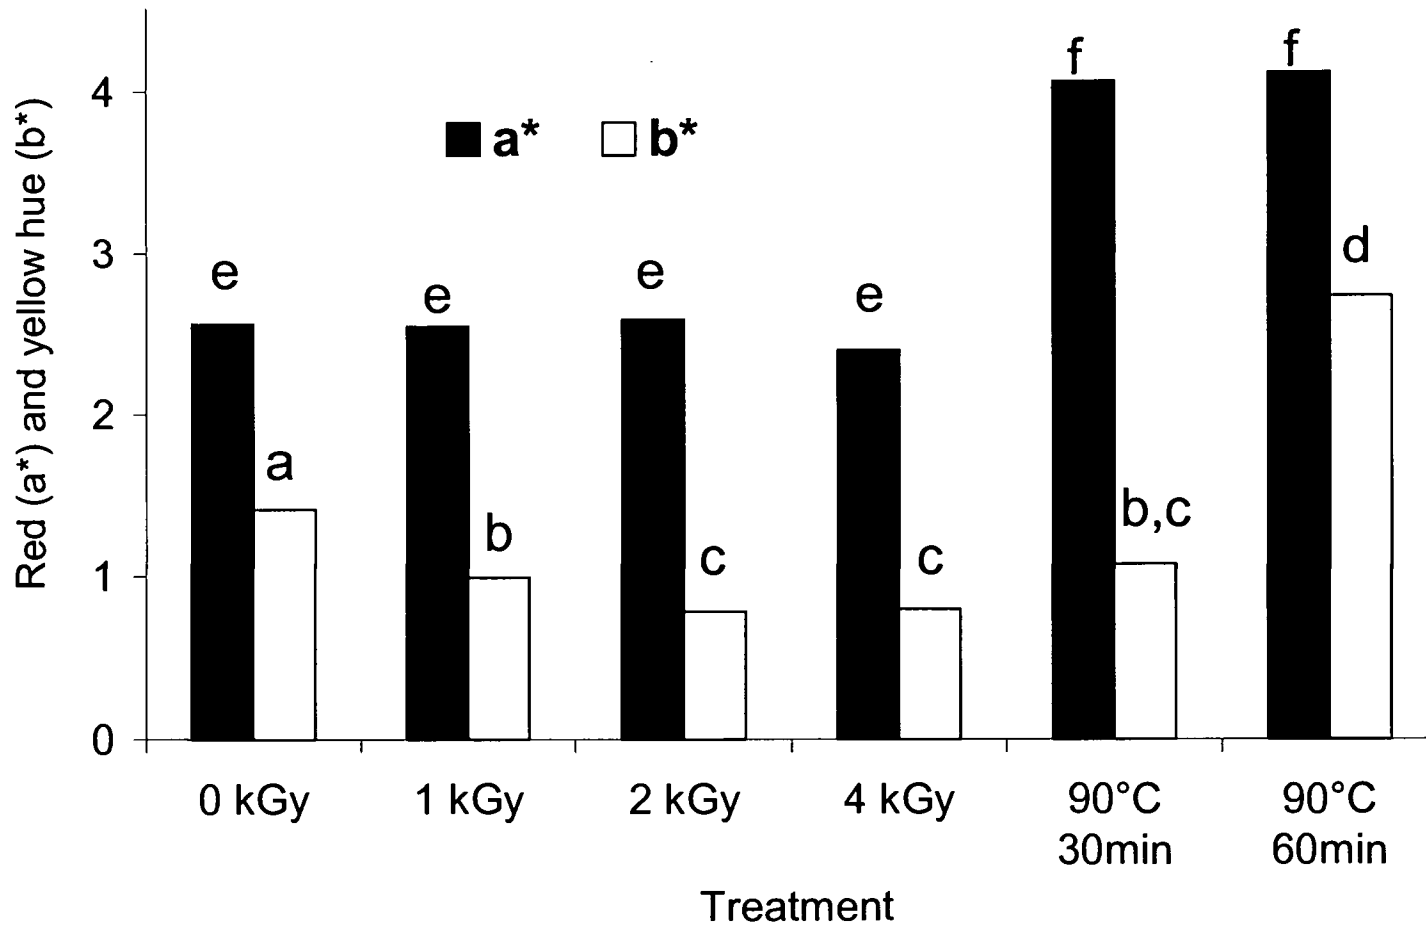 Red (a*) and yellow hue (b*)
4
3
2
1
0
a* b*
e
a
e
b
e
c
e
c
f
b,c
f
d
0 kGy
1 kGy
2 kGy
4 kGy
90°C
30min
90°C
60min
Treatment